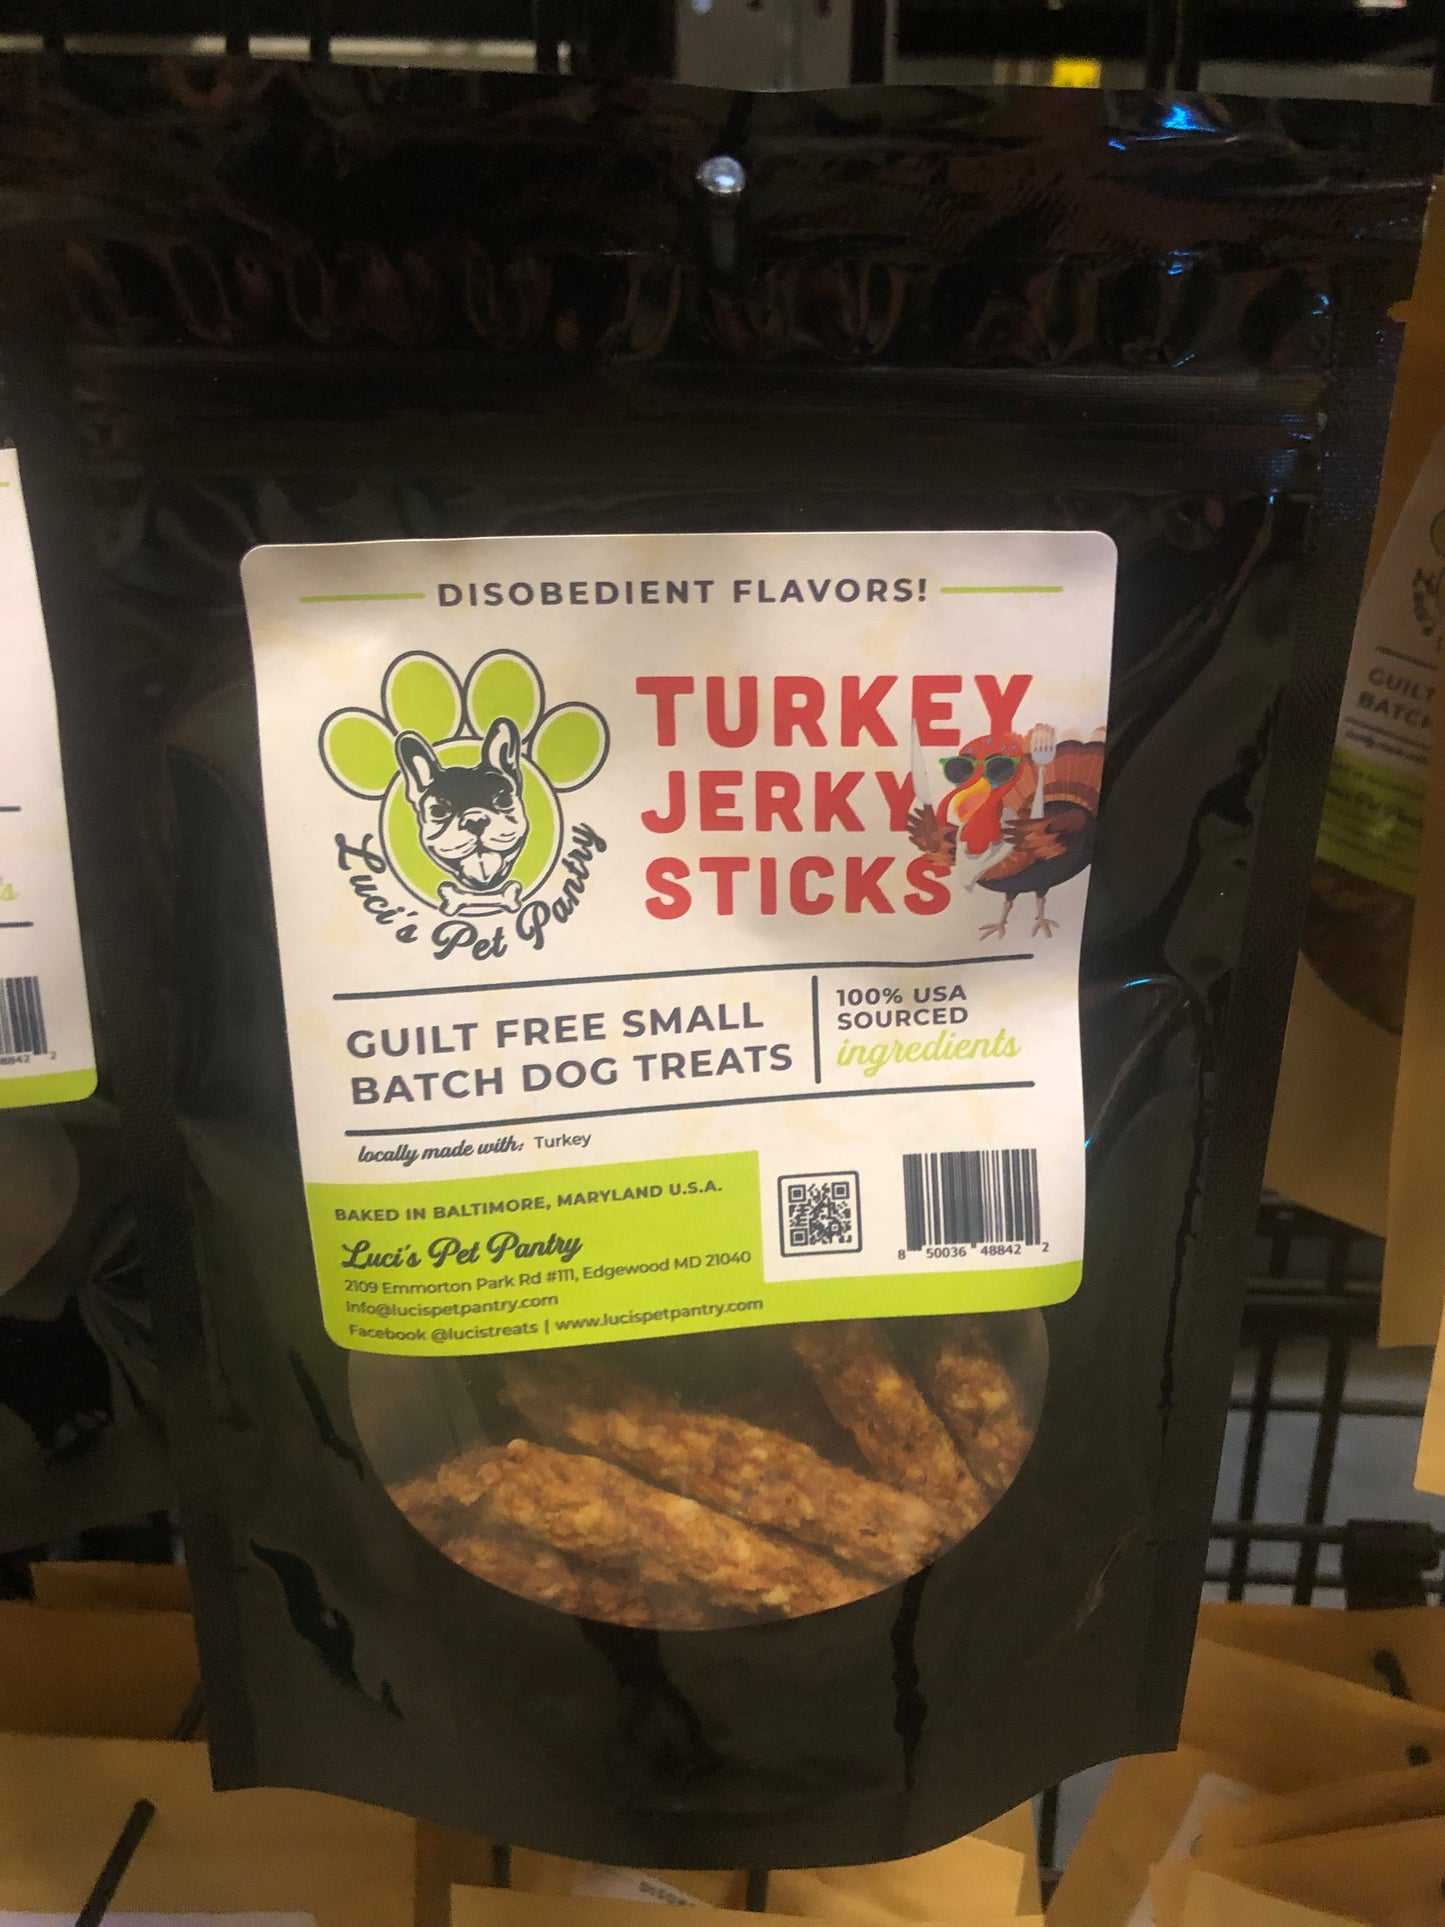 DISOBEDIENT FLAVORS!
Luci's Pet Pantry
TURKEY
JERKY
STICKS
GUILT FREE SMALL
BATCH DOG TREATS
100% USA
SOURCED
ingredients
locally made with: Turkey
BAKED IN BALTIMORE, MARYLAND U.S.A.
Luci's Pet Pantry
2109 Emmorton Park Rd #111, Edgewood MD 21040
Info@lucispetpantry.com
Facebook @lucistreats | www.lucispetpantry.com
8 50036 48842 2
GUILT
BATCH